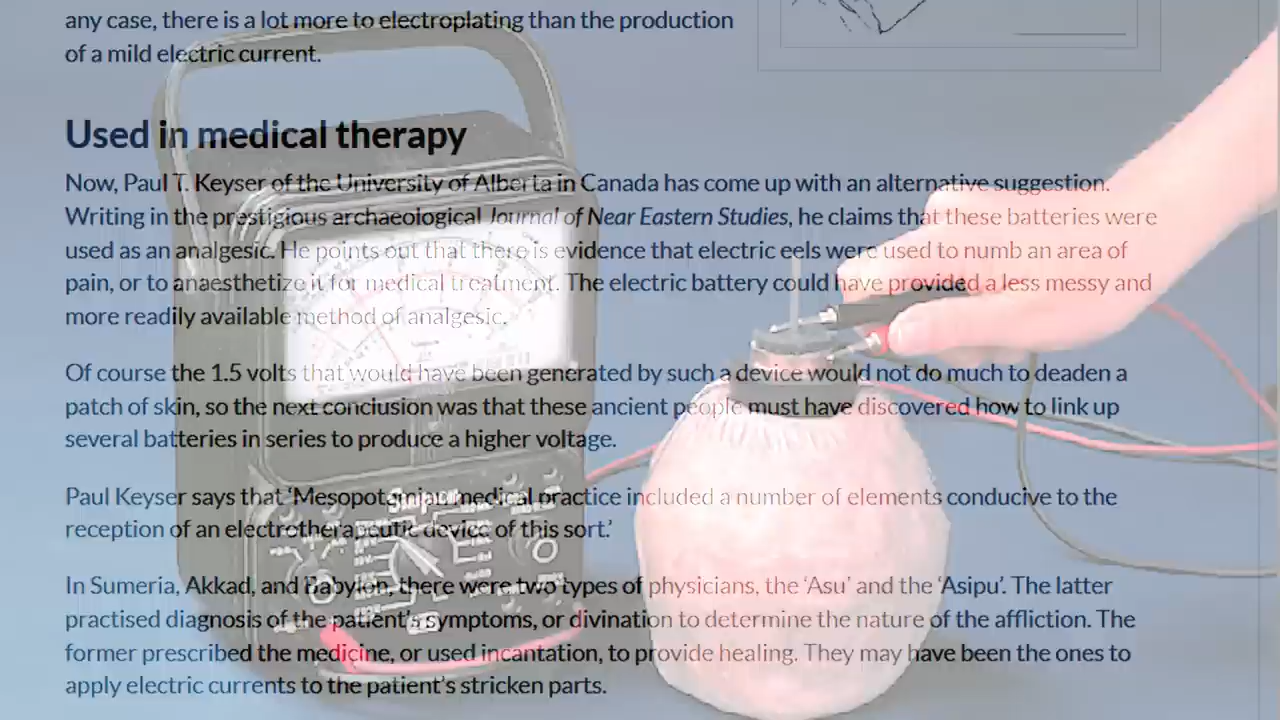 any case, there is a lot more to electroplating than the production
of a mild electric current.
Used in medical therapy
Now, Paul T. Keyser of the University of Alberta in Canada has come up with an alternative suggestion.
Writing in the prestigious archaeological Journal of Near Eastern Studies, he claims that these batteries were
used as an analgesic. He points out that there is evidence that electric eels were used to numb an area of
pain, or to anaesthetize it for medical treatment. The electric battery could have provided a less messy and
more readily available method of analgesic.
Of course the 1.5 volts that would have been generated by such a device would not do much to deaden a
patch of skin, so the next conclusion was that these ancient people must have discovered how to link up
several batteries in series to produce a higher voltage.
Paul Keyser says that ‘Mesopotamian medical practice included a number of elements conducive to the
reception of an electrotherapeutic device of this sort.’
Simpson
In Sumeria, Akkad, and Babylon, there were two types of physicians, the ‘Asu’ and the ‘Asipu’. The latter
practised diagnosis of the patient’s symptoms, or divination to determine the nature of the affliction. The
former prescribed the medicine, or used incantation, to provide healing. They may have been the ones to
apply electric currents to the patient’s stricken parts.